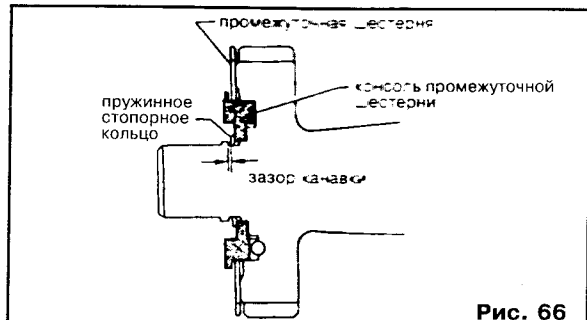 промежуточная шестерня
консоль промежуточной
шестерни
пружинное
стопорное
кольцо
зазор канавки
Рис. 66